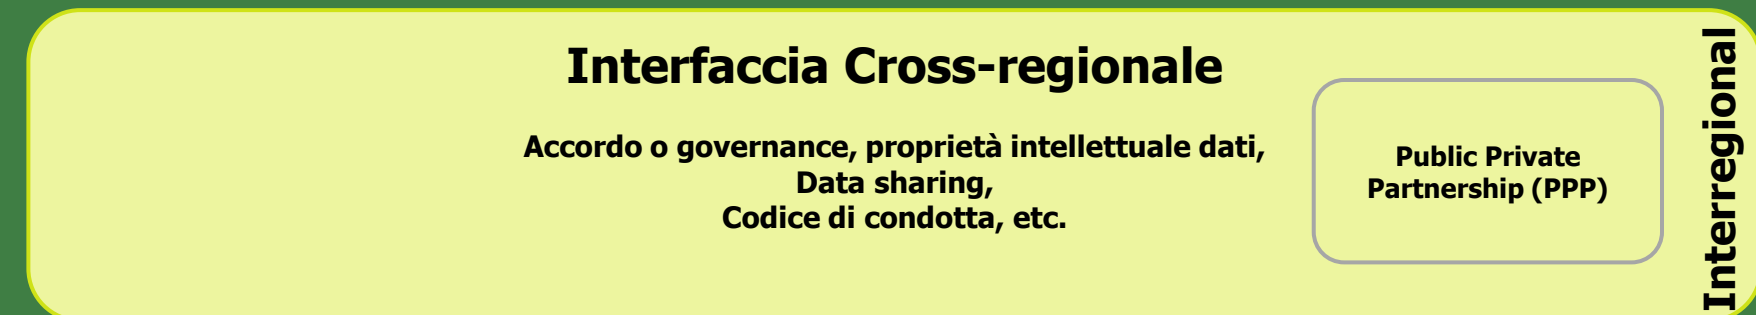 Interfaccia Cross-regionale
Accordo o governance, proprietà intellettuale dati,
Data sharing,
Codice di condotta, etc.
Public Private
Partnership (PPP)
Interregional